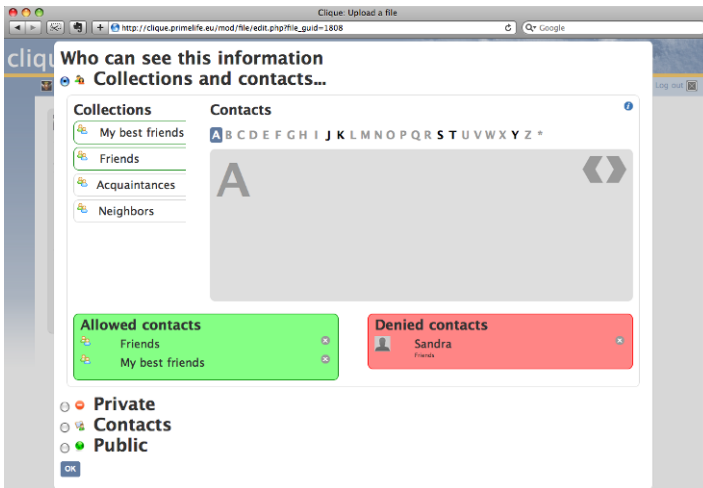 Clique: Upload a file
http://clique.primelife.eu/mod/file/edit.php?file_guid=1808
Google
cliq
Log out
Who can see this information
Collections and contacts...
Collections
My best friends
Friends
Acquaintances
Neighbors
Contacts
A B C D E F G H I J K L M N O P Q R S T U V W X Y Z *
A
Allowed contacts
Friends
My best friends
Denied contacts
Sandra
Friends
Private
Contacts
Public
OK